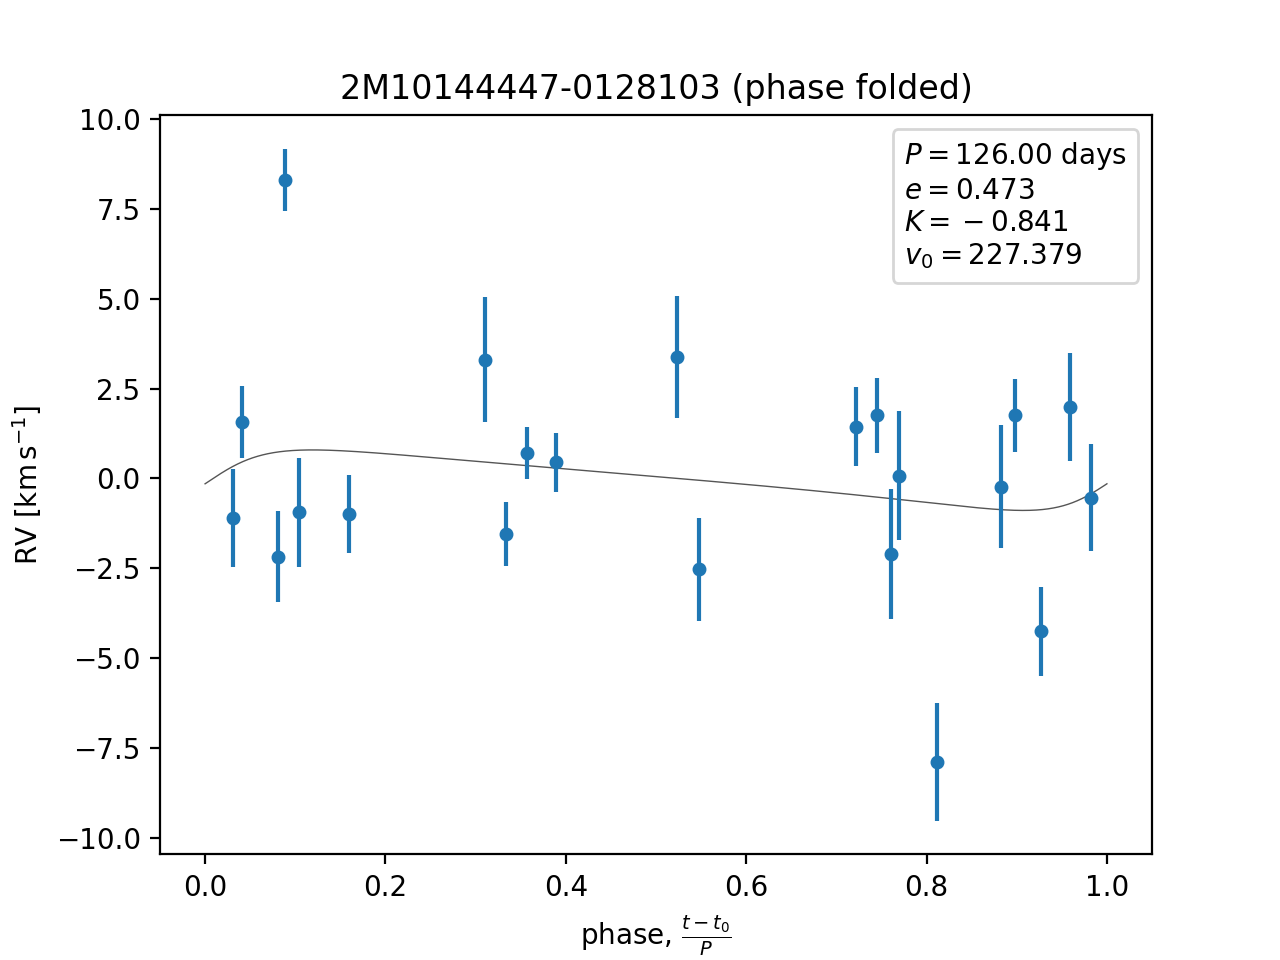 2M10144447-0128103 (phase folded)
P = 126.00 days
e = 0.473
K = −0.841
v₀ = 227.379
10.0
7.5
5.0
2.5
0.0
−2.5
−5.0
−7.5
−10.0
RV [km s⁻¹]
0.0 0.2 0.4 0.6 0.8 1.0
phase, (t − t₀)/P